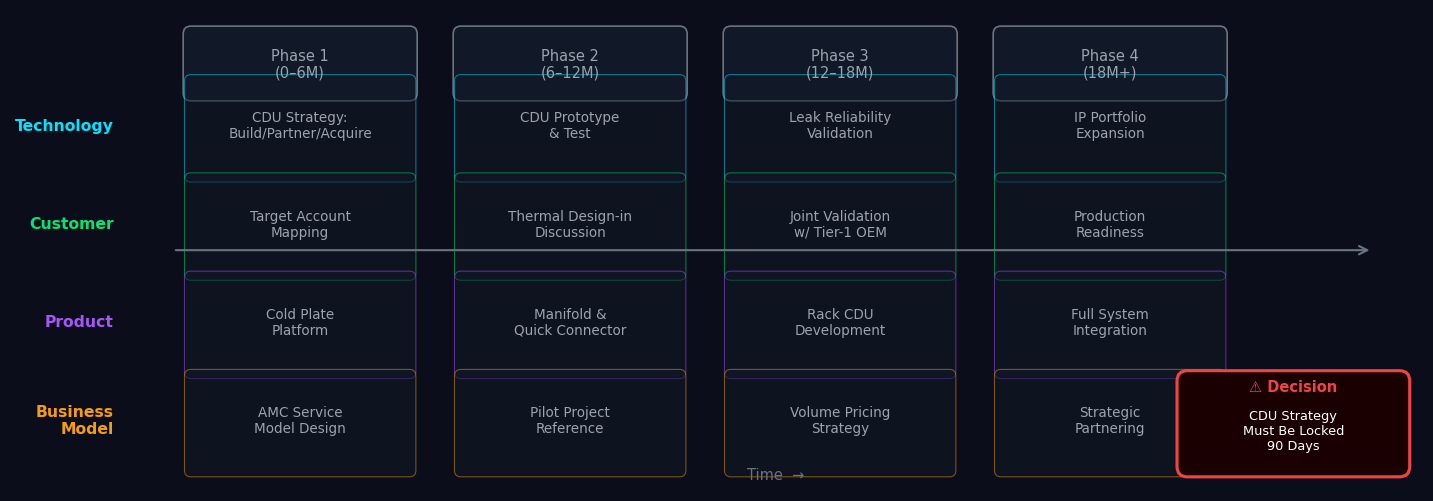 Phase 1
(0–6M)
Phase 2
(6–12M)
Phase 3
(12–18M)
Phase 4
(18M+)
Technology
CDU Strategy:
Build/Partner/Acquire
CDU Prototype
& Test
Leak Reliability
Validation
IP Portfolio
Expansion
Customer
Target Account
Mapping
Thermal Design-in
Discussion
Joint Validation
w/ Tier-1 OEM
Production
Readiness
Product
Cold Plate
Platform
Manifold &
Quick Connector
Rack CDU
Development
Full System
Integration
Business
Model
AMC Service
Model Design
Pilot Project
Reference
Volume Pricing
Strategy
Strategic
Partnering
⚠ Decision
CDU Strategy
Must Be Locked
90 Days
Time →